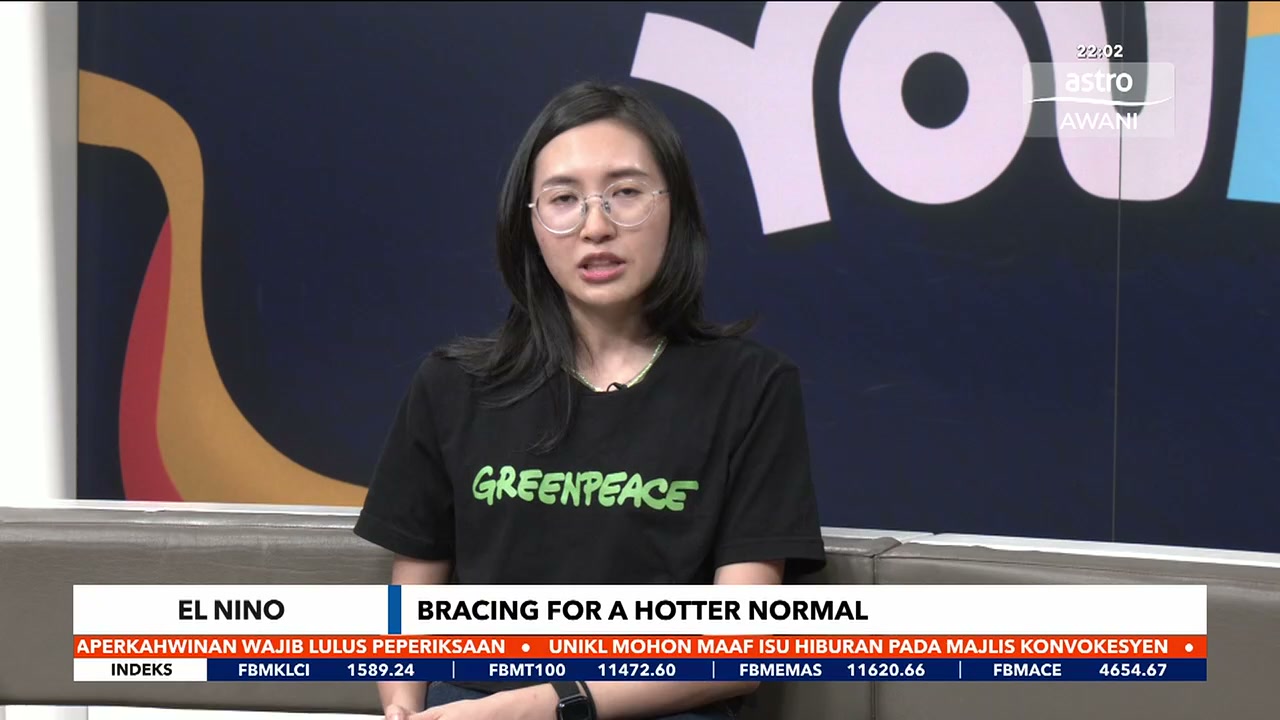 YOU
22:02
astro
AWANI
GREENPEACE
EL NINO
BRACING FOR A HOTTER NORMAL
APERKAHWINAN WAJIB LULUS PEPERIKSAAN • UNIKL MOHON MAAF ISU HIBURAN PADA MAJLIS KONVOKESYEN •
INDEKS FBMKLCI 1589.24 | FBMT100 11472.60 | FBMEMAS 11620.66 | FBMACE 4654.67